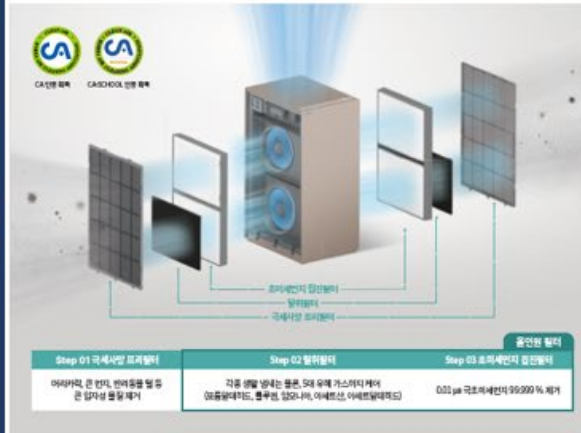 CA 인증 획득
CA-SCHOOL 인증 획득
초미세먼지 집진필터
탈취필터
극세사망 프리필터
올인원 필터
Step 01 극세사망 프리필터
Step 02 탈취필터
Step 03 초미세먼지 집진필터
머리카락, 큰 먼지, 반려동물 털 등
큰 입자성 물질 제거
각종 생활 냄새는 물론, 5대 유해 가스까지 케어
(포름알데히드, 톨루엔, 암모니아, 아세트산, 아세트알데히드)
0.01 ㎛ 극초미세먼지 99.999 % 제거